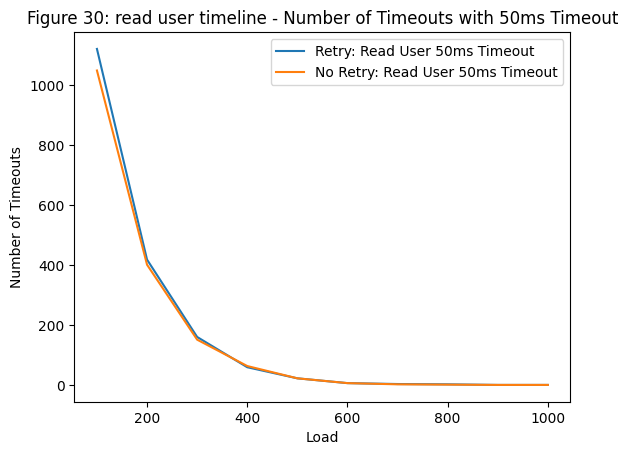 Figure 30: read user timeline - Number of Timeouts with 50ms Timeout
Retry: Read User 50ms Timeout
No Retry: Read User 50ms Timeout
Number of Timeouts
1000
800
600
400
200
0
200
400
600
800
1000
Load